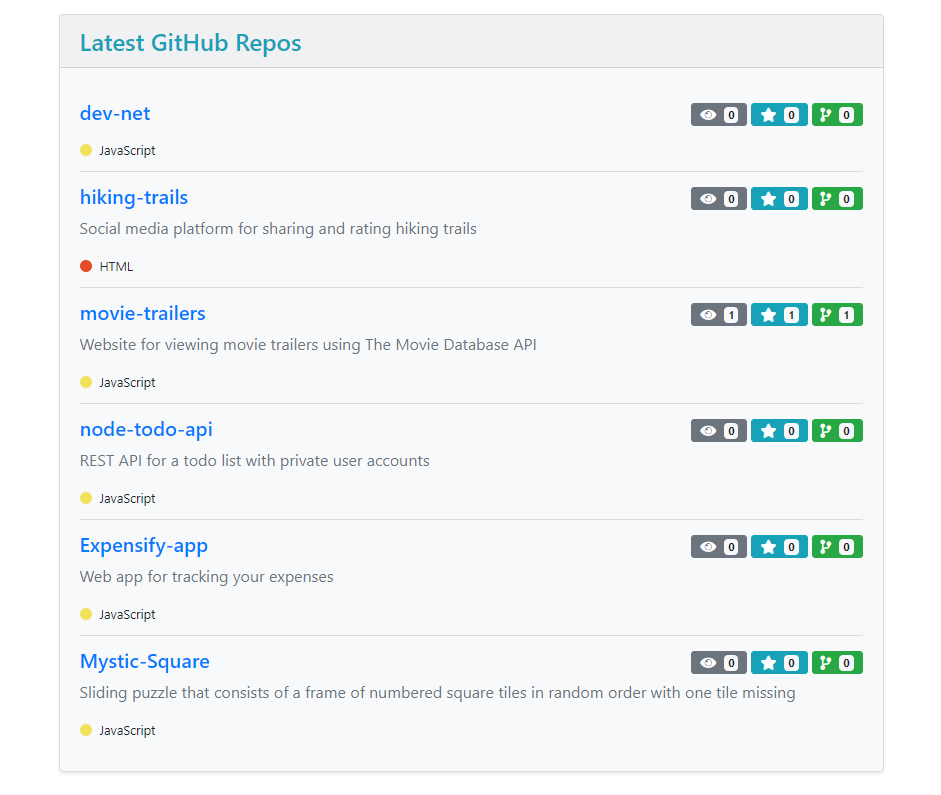 Latest GitHub Repos
dev-net 0 0 0
JavaScript
hiking-trails 0 0 0
Social media platform for sharing and rating hiking trails
HTML
movie-trailers 1 1 1
Website for viewing movie trailers using The Movie Database API
JavaScript
node-todo-api 0 0 0
REST API for a todo list with private user accounts
JavaScript
Expensify-app 0 0 0
Web app for tracking your expenses
JavaScript
Mystic-Square 0 0 0
Sliding puzzle that consists of a frame of numbered square tiles in random order with one tile missing
JavaScript